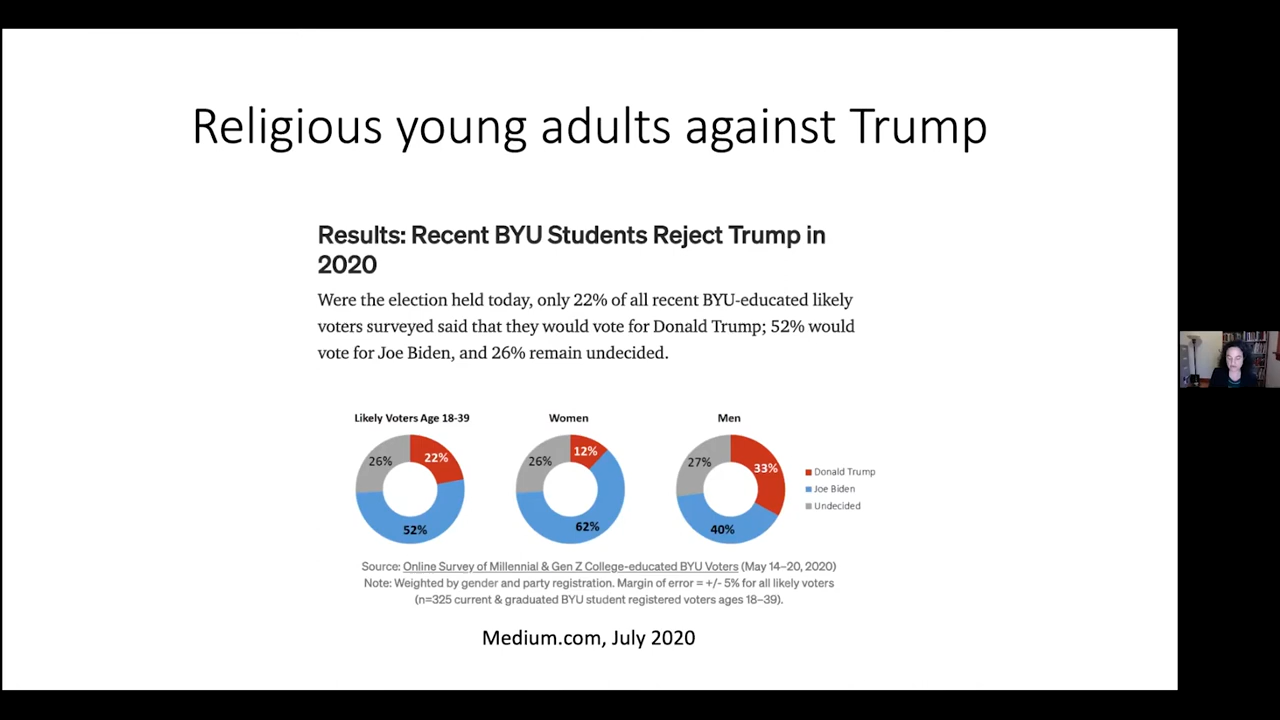 Religious young adults against Trump
Results: Recent BYU Students Reject Trump in
2020
Were the election held today, only 22% of all recent BYU-educated likely
voters surveyed said that they would vote for Donald Trump; 52% would
vote for Joe Biden, and 26% remain undecided.
Likely Voters Age 18-39
26%
22%
52%
Women
26%
12%
62%
Men
27%
33%
40%
Donald Trump
Joe Biden
Undecided
Source: Online Survey of Millennial & Gen Z College-educated BYU Voters (May 14–20, 2020)
Note: Weighted by gender and party registration. Margin of error = +/- 5% for all likely voters
(n=325 current & graduated BYU student registered voters ages 18–39).
Medium.com, July 2020